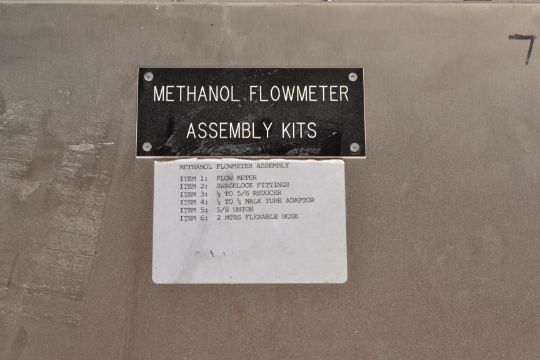 METHANOL FLOWMETER
ASSEMBLY KITS
METHANOL FLOWMETER ASSEMBLY
ITEM 1: FLOW METER
ITEM 2: SWAGELOCK FITTINGS
ITEM 3: ½ TO 5/8 REDUCER
ITEM 4: ½ TO ½ MALE TUBE ADAPTOR
ITEM 5: 5/8 UNION
ITEM 6: 2 MTRS FLEXABLE HOSE
7